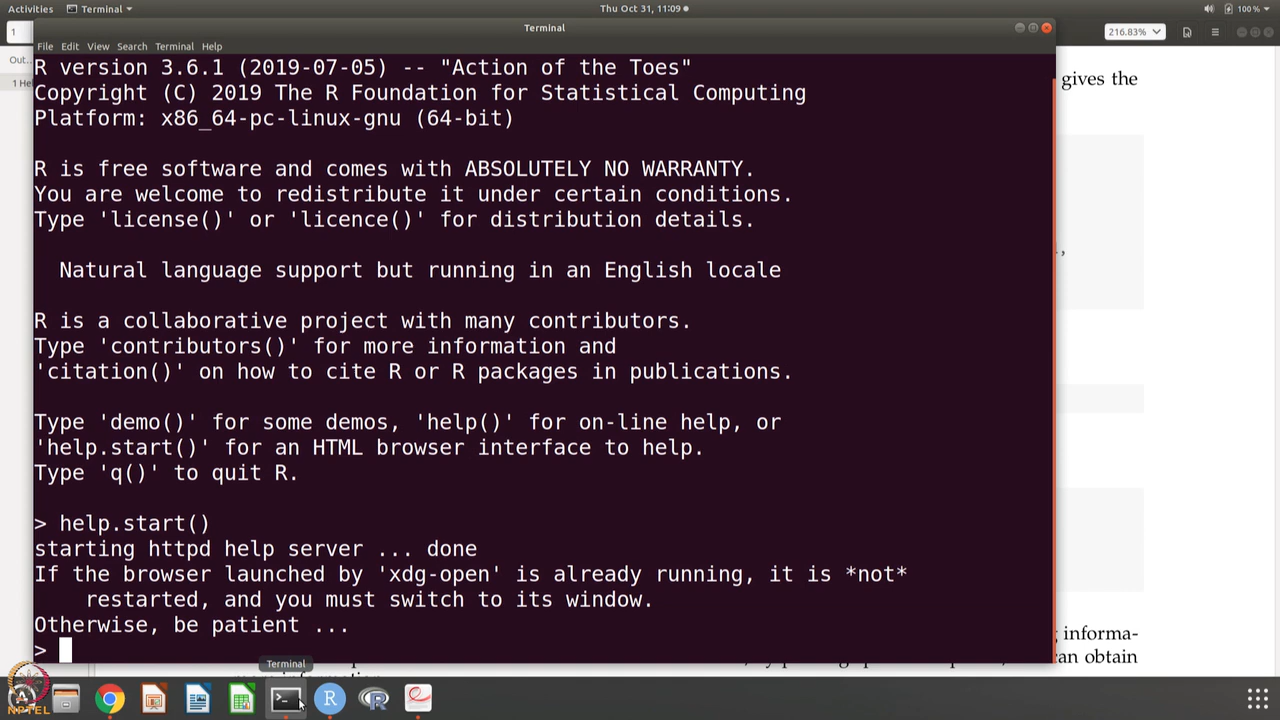 Activities
Terminal
Thu Oct 31, 11:09
100 %
1
Terminal
216.83%
File Edit View Search Terminal Help
Out..
1 He
R version 3.6.1 (2019-07-05) -- "Action of the Toes"
Copyright (C) 2019 The R Foundation for Statistical Computing
Platform: x86_64-pc-linux-gnu (64-bit)
R is free software and comes with ABSOLUTELY NO WARRANTY.
You are welcome to redistribute it under certain conditions.
Type 'license()' or 'licence()' for distribution details.
Natural language support but running in an English locale
R is a collaborative project with many contributors.
Type 'contributors()' for more information and
'citation()' on how to cite R or R packages in publications.
Type 'demo()' for some demos, 'help()' for on-line help, or
'help.start()' for an HTML browser interface to help.
Type 'q()' to quit R.
> help.start()
starting httpd help server ... done
If the browser launched by 'xdg-open' is already running, it is *not*
restarted, and you must switch to its window.
Otherwise, be patient ...
>
gives the
informa-
an obtain
Terminal
R
R
NPTEL